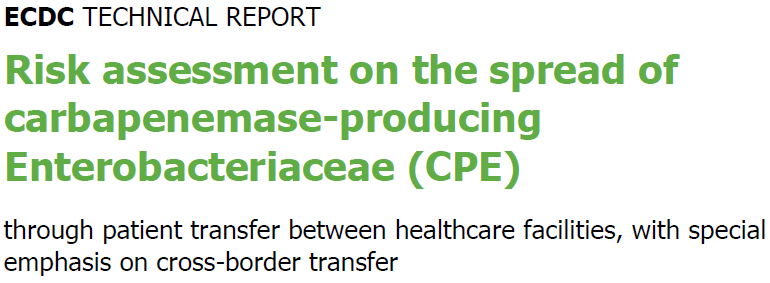 ECDC TECHNICAL REPORT
Risk assessment on the spread of
carbapenemase-producing
Enterobacteriaceae (CPE)
through patient transfer between healthcare facilities, with special
emphasis on cross-border transfer